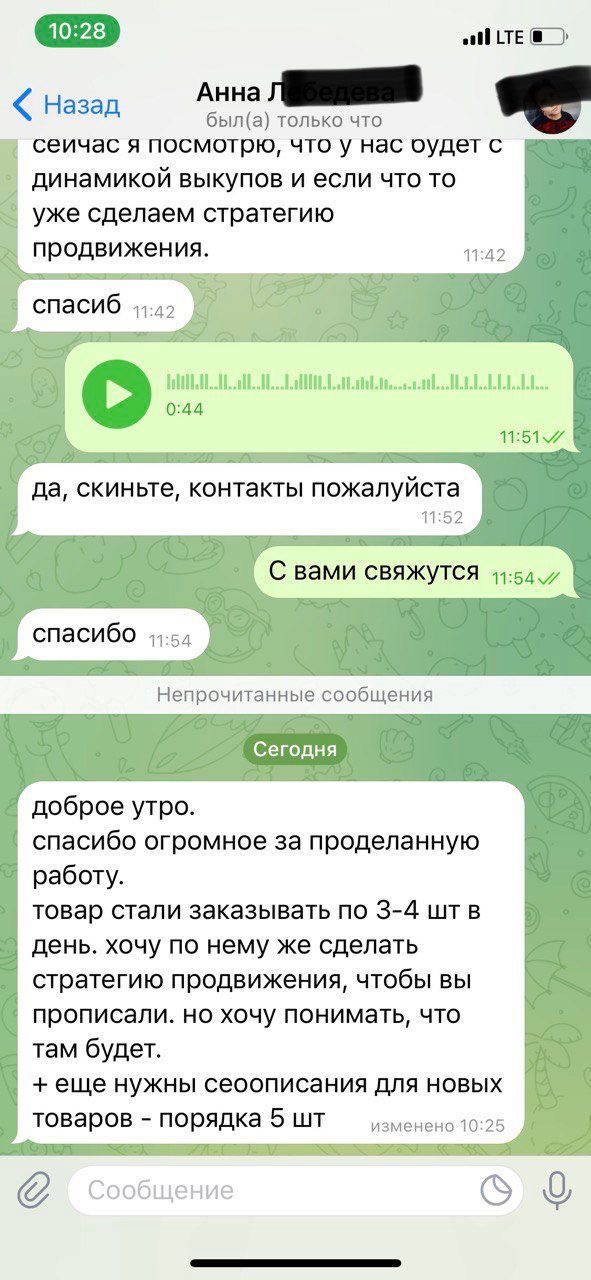 10:28
LTE
Назад
Анна
был(а) только что
сейчас я посмотрю, что у нас будет с
динамикой выкупов и если что то
уже сделаем стратегию
продвижения.
11:42
спасиб 11:42
0:44
11:51
да, скиньте, контакты пожалуйста
11:52
С вами свяжутся 11:54
спасибо 11:54
Непрочитанные сообщения
Сегодня
доброе утро.
спасибо огромное за проделанную
работу.
товар стали заказывать по 3-4 шт в
день. хочу по нему же сделать
стратегию продвижения, чтобы вы
прописали. но хочу понимать, что
там будет.
+ еще нужны сеоописания для новых
товаров - порядка 5 шт изменено 10:25
Сообщение